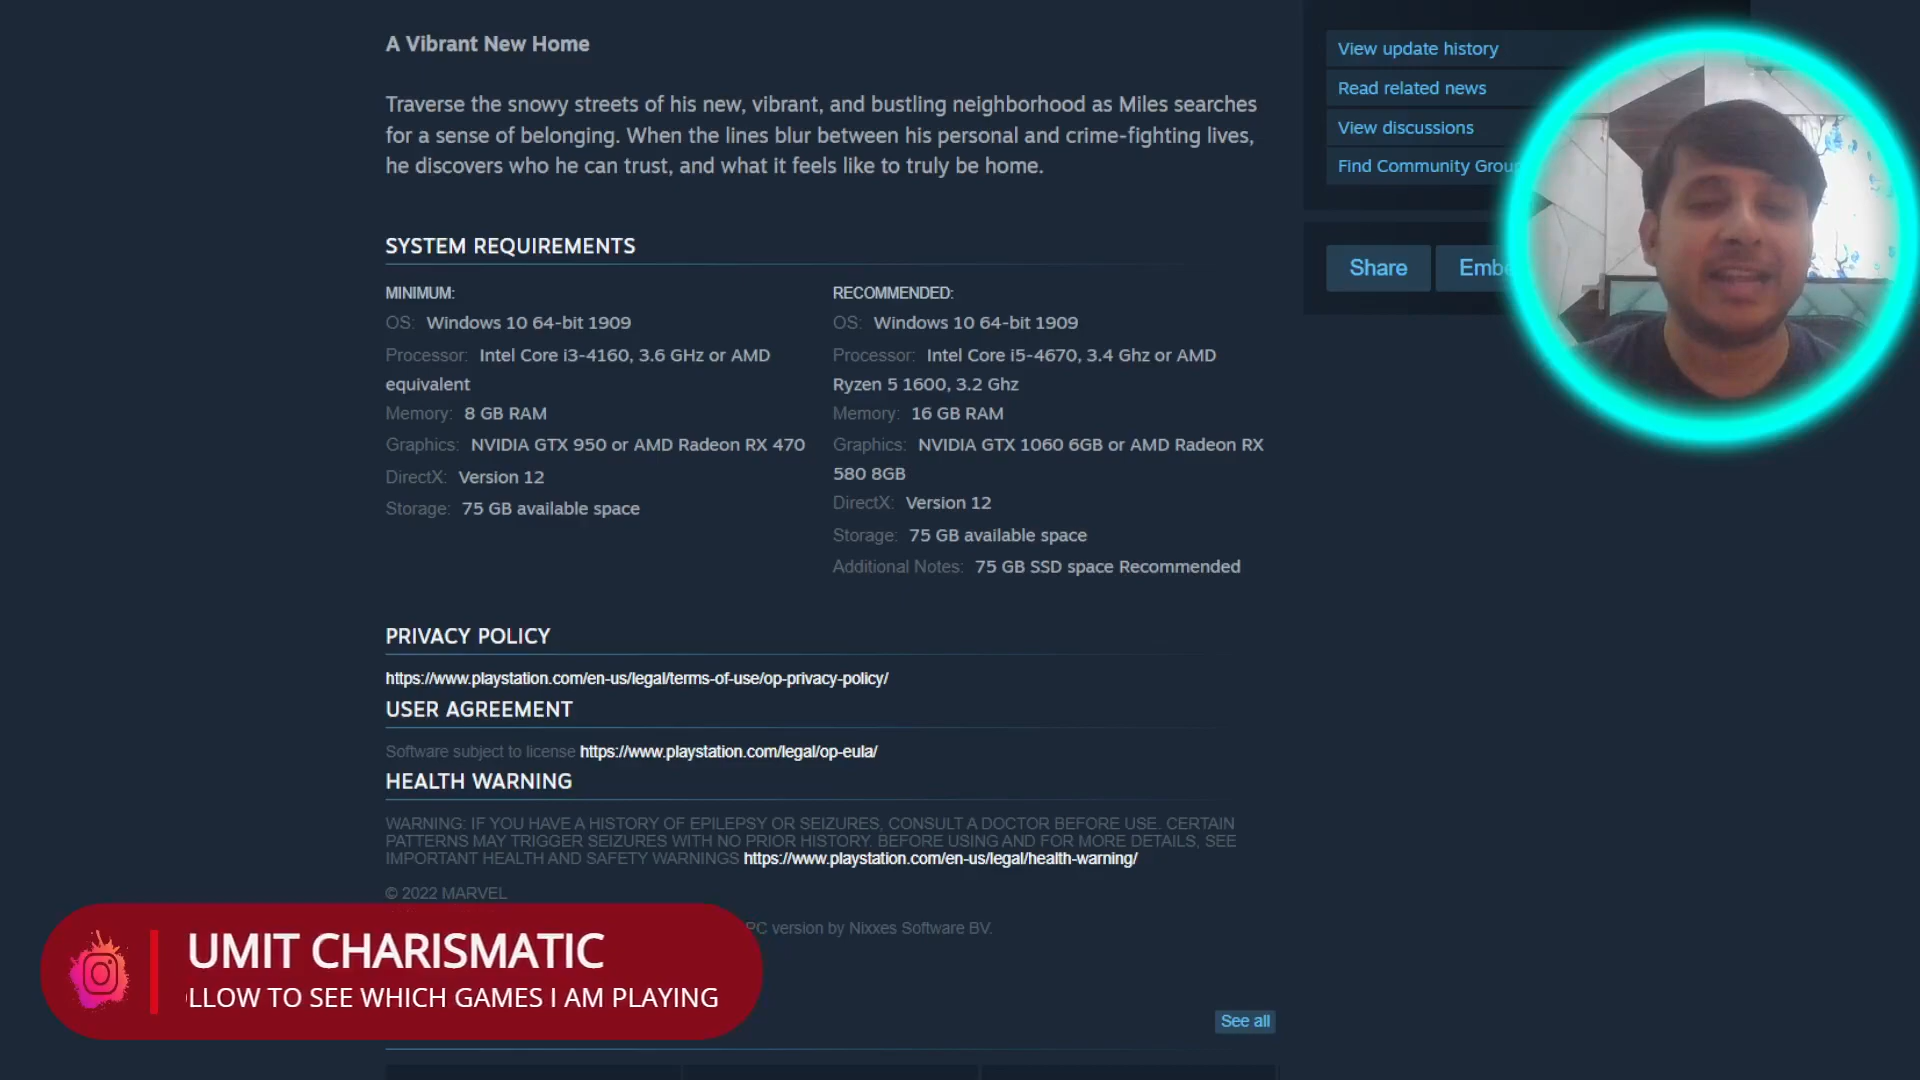 A Vibrant New Home
Traverse the snowy streets of his new, vibrant, and bustling neighborhood as Miles searches
for a sense of belonging. When the lines blur between his personal and crime-fighting lives,
he discovers who he can trust, and what it feels like to truly be home.
SYSTEM REQUIREMENTS
MINIMUM:
OS: Windows 10 64-bit 1909
Processor: Intel Core i3-4160, 3.6 GHz or AMD
equivalent
Memory: 8 GB RAM
Graphics: NVIDIA GTX 950 or AMD Radeon RX 470
DirectX: Version 12
Storage: 75 GB available space
RECOMMENDED:
OS: Windows 10 64-bit 1909
Processor: Intel Core i5-4670, 3.4 Ghz or AMD
Ryzen 5 1600, 3.2 Ghz
Memory: 16 GB RAM
Graphics: NVIDIA GTX 1060 6GB or AMD Radeon RX
580 8GB
DirectX: Version 12
Storage: 75 GB available space
Additional Notes: 75 GB SSD space Recommended
PRIVACY POLICY
https://www.playstation.com/en-us/legal/terms-of-use/op-privacy-policy/
USER AGREEMENT
Software subject to license https://www.playstation.com/legal/op-eula/
HEALTH WARNING
WARNING: IF YOU HAVE A HISTORY OF EPILEPSY OR SEIZURES, CONSULT A DOCTOR BEFORE USE. CERTAIN
PATTERNS MAY TRIGGER SEIZURES WITH NO PRIOR HISTORY. BEFORE USING AND FOR MORE DETAILS, SEE
IMPORTANT HEALTH AND SAFETY WARNINGS https://www.playstation.com/en-us/legal/health-warning/
© 2022 MARVEL
PC version by Nixxes Software BV.
See all
View update history
Read related news
View discussions
Find Community Grou
Share
Embe
UMIT CHARISMATIC
LLOW TO SEE WHICH GAMES I AM PLAYING